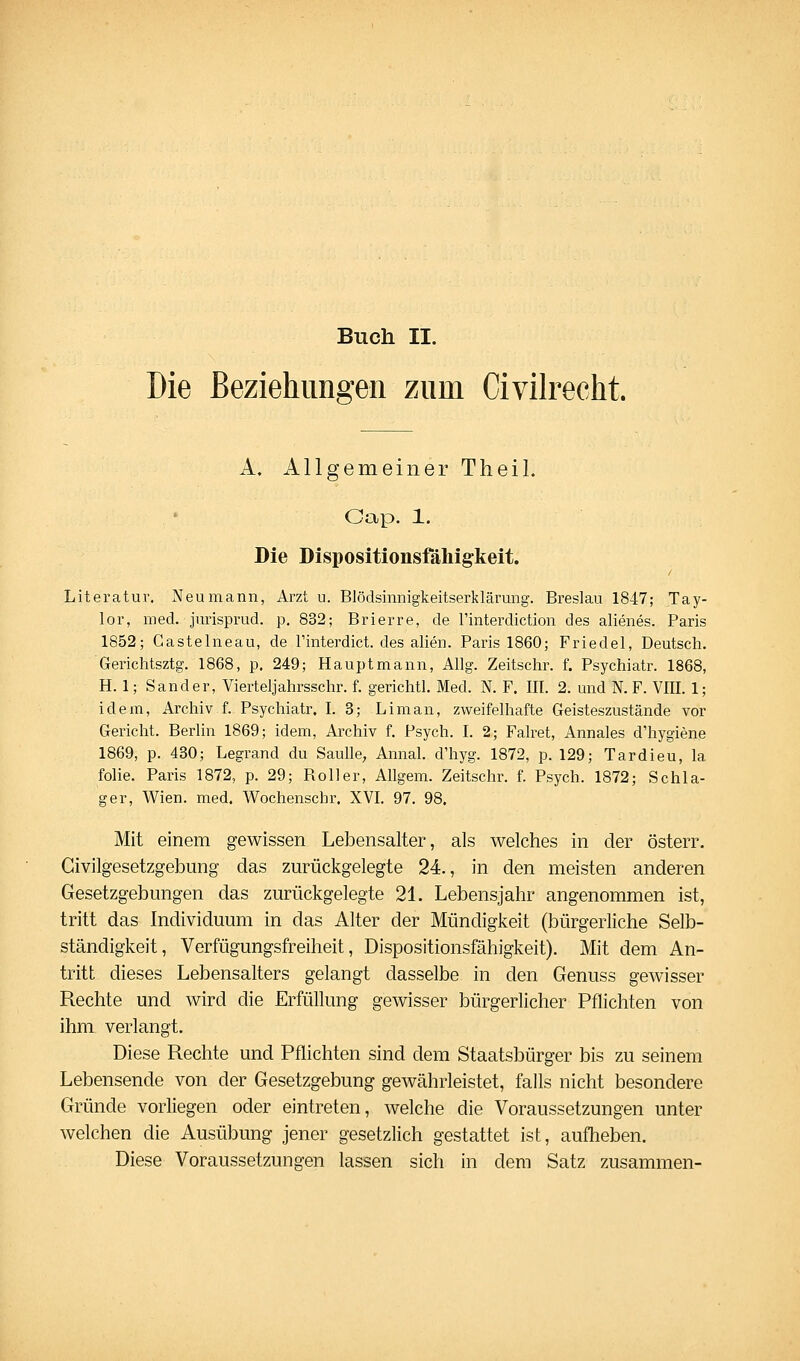 Buch II.
Die Beziehungen zum Civilrecht.
A. Allgemeiner Theil.
Cap. 1.
Die Dispositionsfähigkeit.
Literatur. Neumann, Arzt u. Blödsinnigkeitserklärung. Breslau 1847; Tay-
lor, med. jurisprud. p. 832; Brierre, de l'interdiction des aliénés. Paris
1852; Castelneau, de l'interdict. des alién. Paris 1860; Friedel, Deutsch.
Gerichtsztg. 1868, p. 249; Hauptmann, Allg. Zeitschr. f. Psychiatr. 1868,
H. 1; Sander, Vierteljahrsschr. f. gerichtl. Med. N. F. III. 2. und N. F. VIII. 1;
idem, Archiv f. Psychiatr. I. 3; Liman, zweifelhafte Geisteszustände vor
Gericht. Berlin 1869; idem, Archiv f. Psych. I. 2; Falret, Annales d'hygiène
1869, p. 430; Legrand du Saulle, Annal. d'hyg. 1872, p. 129; Tardieu, la
folie. Paris 1872, p. 29; Roller, Allgem. Zeitschr. f. Psych. 1872; Schla-
ger, Wien. med. Wochenschr. XVI. 97. 98.
Mit einem gewissen Lebensalter, als welches in der österr.
Civilgesetzgebung das zurückgelegte 24., in den meisten anderen
Gesetzgebungen das zurückgelegte 21. Lebensjahr angenommen ist,
tritt das Individuum in das Alter der Mündigkeit (bürgerliche Selb-
ständigkeit, Verfügungsfreiheit, Dispositionsfähigkeit). Mit dem An-
tritt dieses Lebensalters gelangt dasselbe in den Genuss gewisser
Rechte und wird die Erfüllung gewisser bürgerlicher Pflichten von
ihm verlangt.
Diese Rechte und Pflichten sind dem Staatsbürger bis zu seinem
Lebensende von der Gesetzgebung gewährleistet, falls nicht besondere
Gründe vorliegen oder eintreten, welche die Voraussetzungen unter
welchen die Ausübung jener gesetzlich gestattet ist, aufheben.
Diese Voraussetzungen lassen sich in dem Satz zusammen-